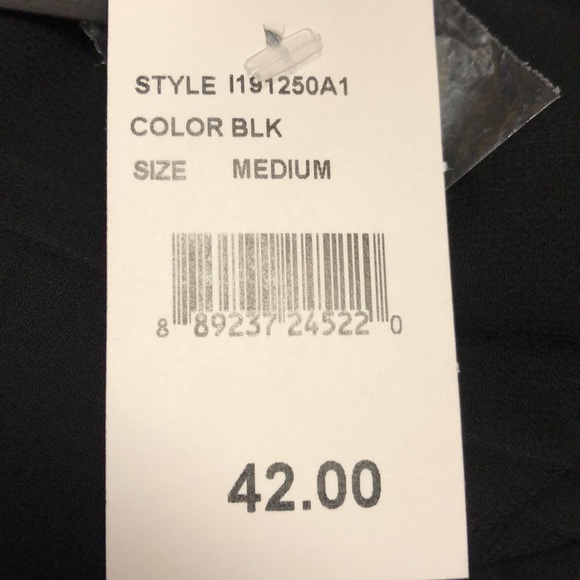 STYLE I191250A1
COLOR BLK
SIZE MEDIUM
8 89237 24522 0
42.00